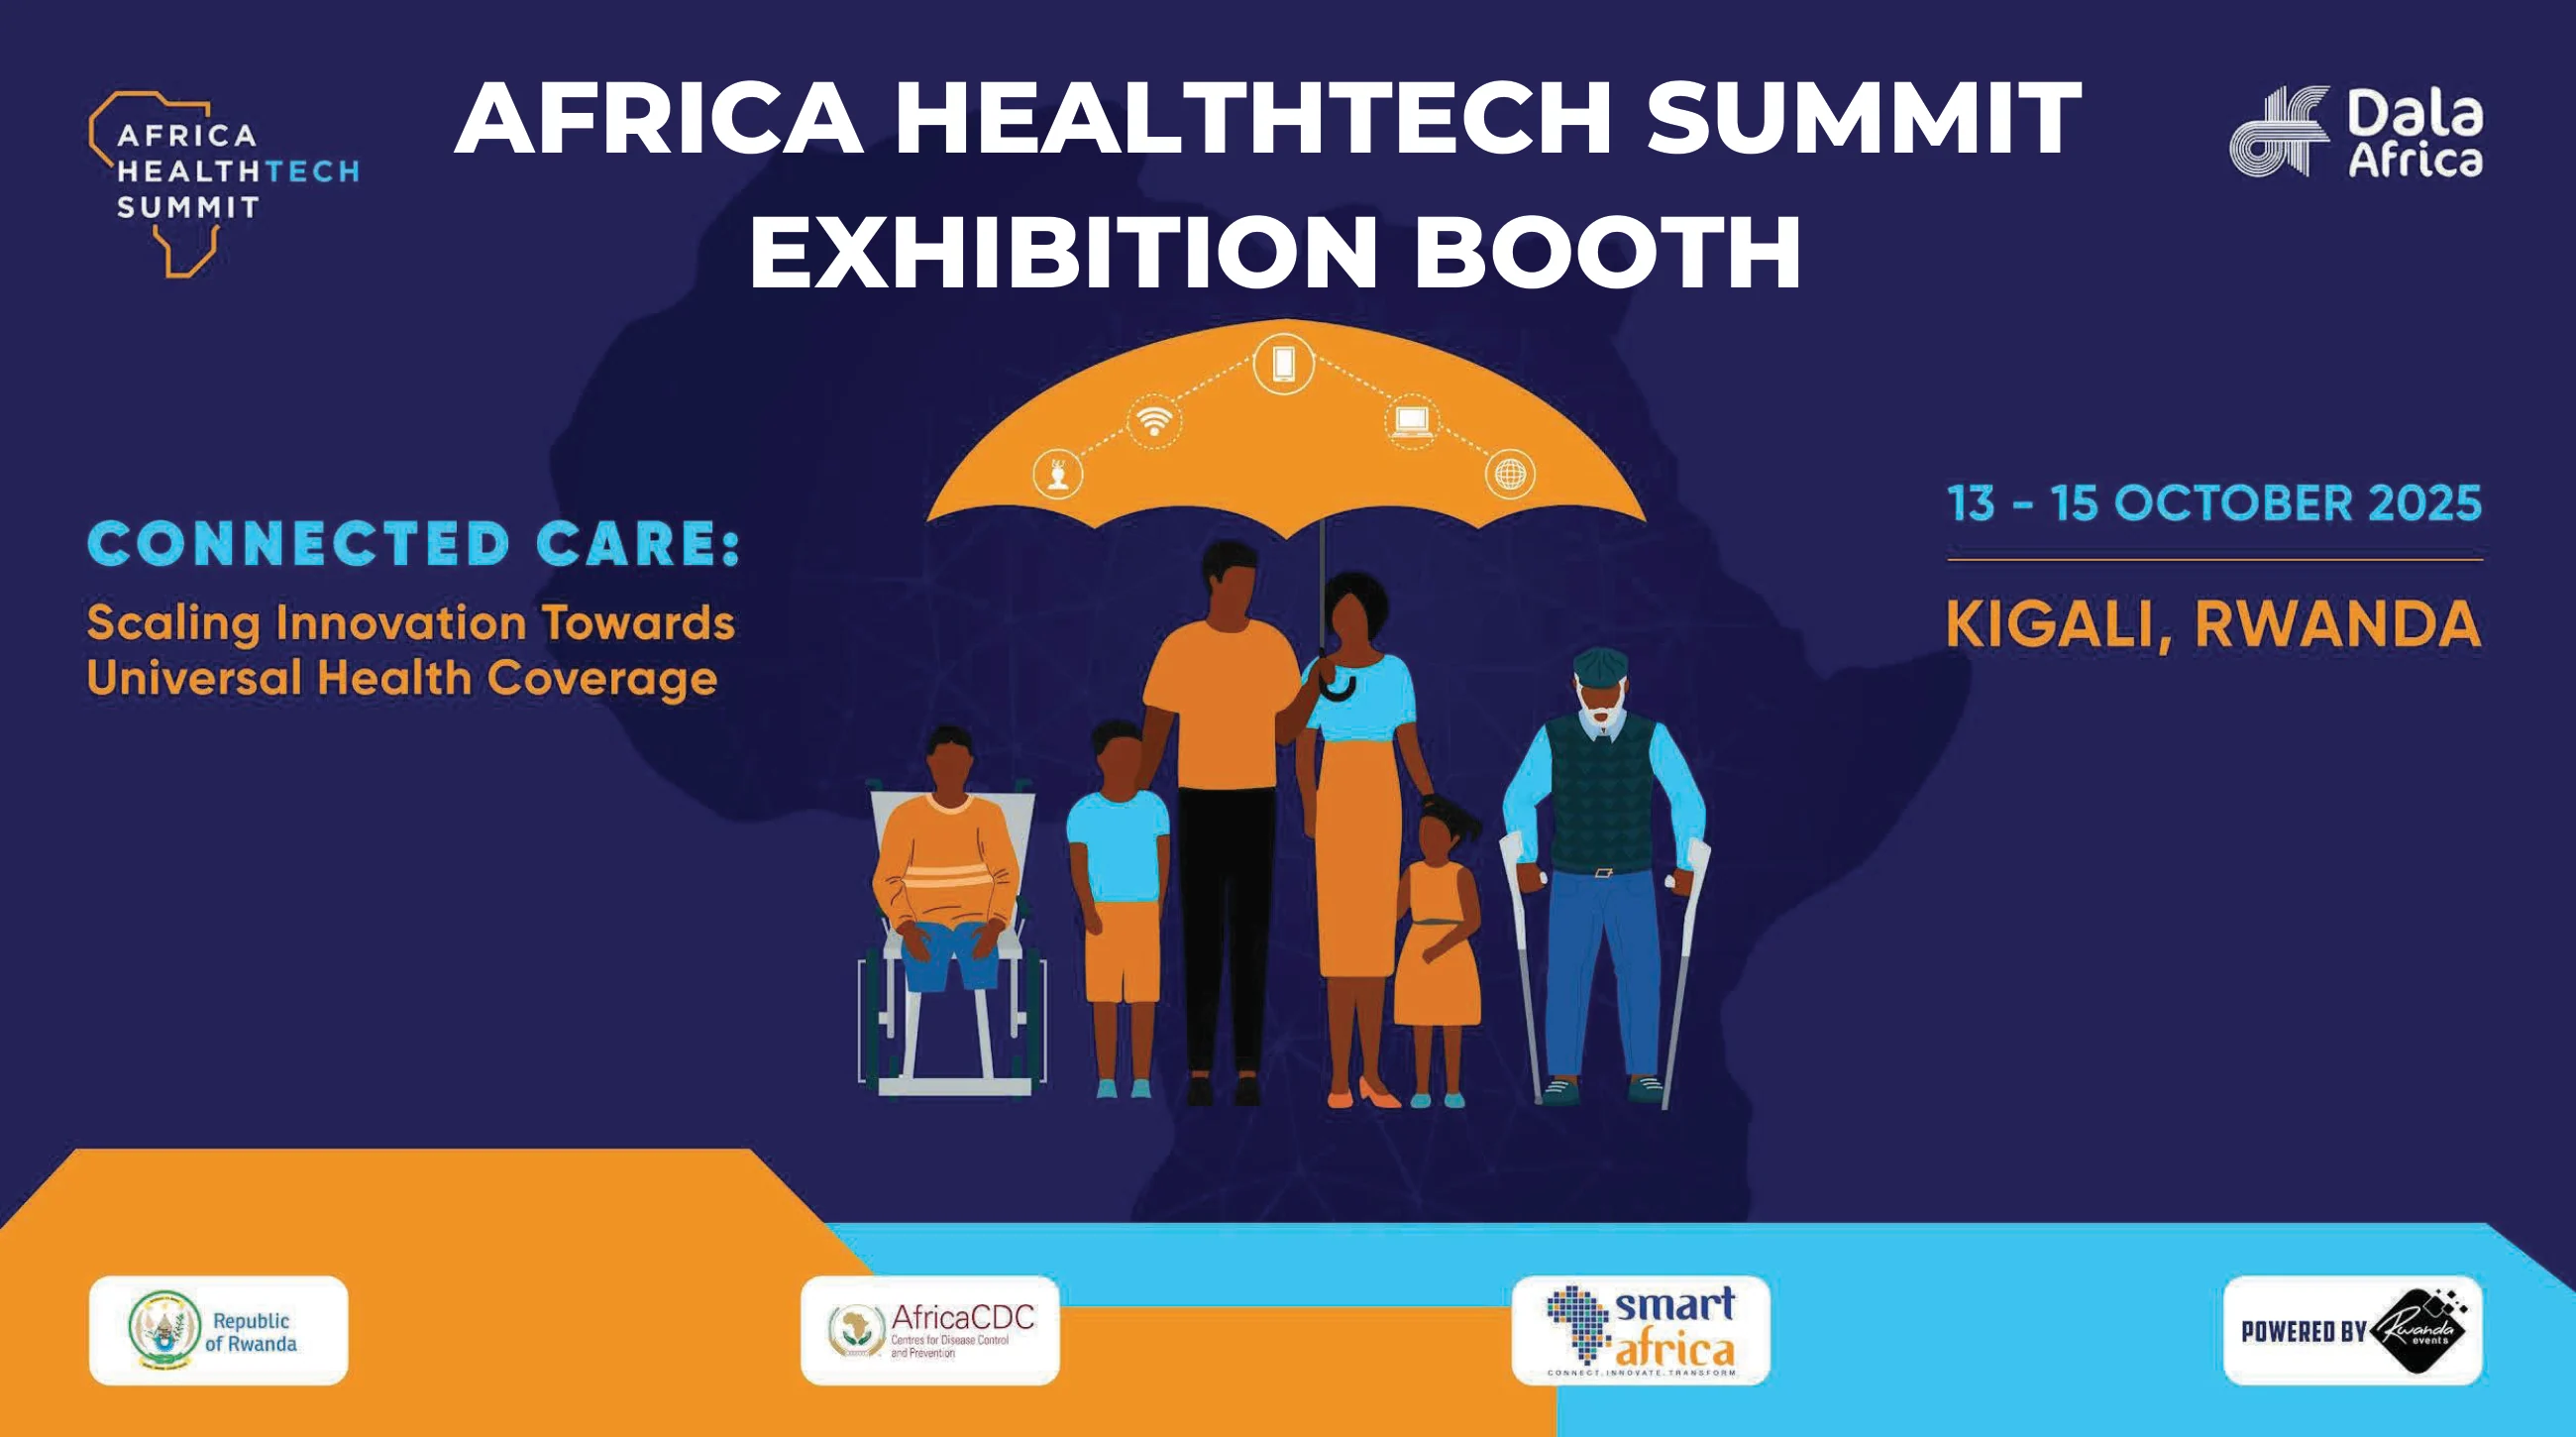 AFRICA HEALTHTECH SUMMIT
EXHIBITION BOOTH
AFRICA
HEALTHTECH
SUMMIT
Dala
Africa
CONNECTED CARE:
Scaling Innovation Towards
Universal Health Coverage
13 - 15 OCTOBER 2025
KIGALI, RWANDA
Republic
of Rwanda
AfricaCDC
Centres for Disease Control
and Prevention
smart
africa
CONNECT. INNOVATE. TRANSFORM
POWERED BY
Rwanda
events